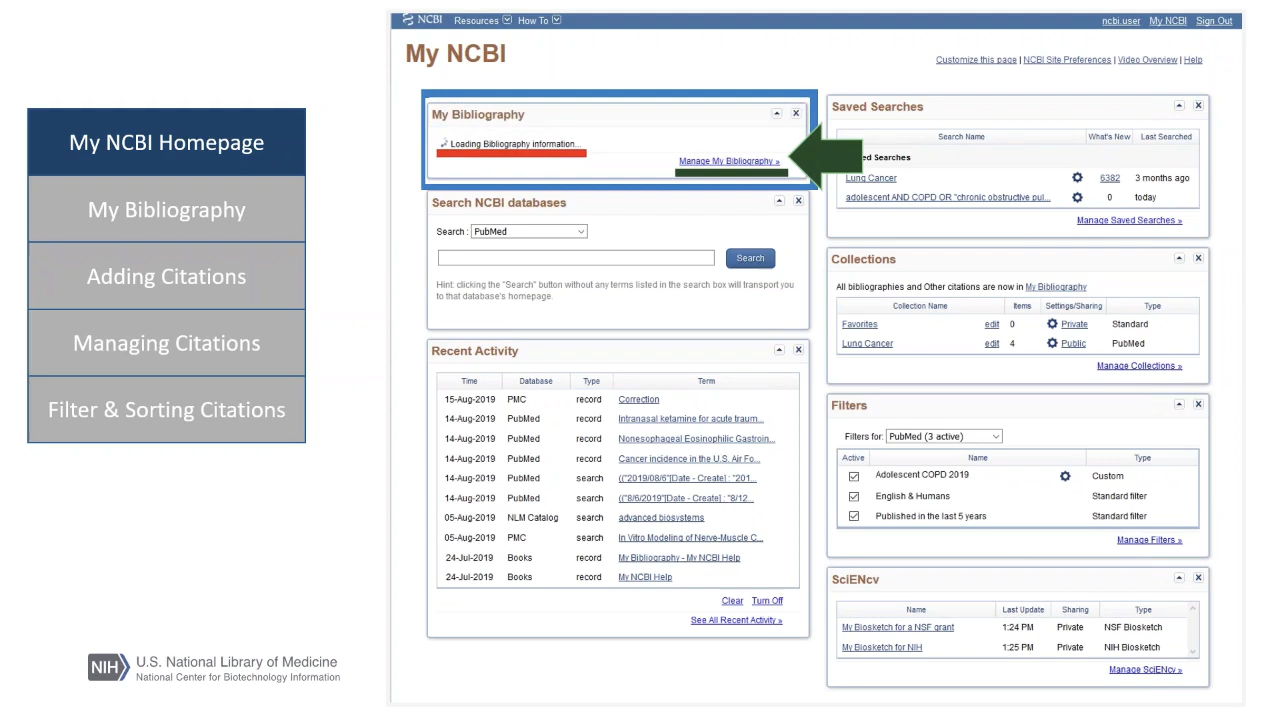 My NCBI Homepage
My Bibliography
Adding Citations
Managing Citations
Filter & Sorting Citations
NIH U.S. National Library of Medicine
National Center for Biotechnology Information
NCBI Resources How To ncbi.user My NCBI Sign Out
My NCBI
Customize this page | NCBI Site Preferences | Video Overview | Help
My Bibliography
Loading Bibliography information...
Manage My Bibliography »
Search NCBI databases
Search : PubMed
Search
Hint: clicking the "Search" button without any terms listed in the search box will transport you
to that database's homepage.
Recent Activity
Time Database Type Term
15-Aug-2019 PMC record Correction
14-Aug-2019 PubMed record Intranasal ketamine for acute traum...
14-Aug-2019 PubMed record Nonesophageal Eosinophilic Gastroin...
14-Aug-2019 PubMed record Cancer incidence in the U.S. Air Fo...
14-Aug-2019 PubMed search (("2019/08/6"[Date - Create] : "201...
14-Aug-2019 PubMed search (("8/6/2019"[Date - Create] : "8/12...
05-Aug-2019 NLM Catalog search advanced biosystems
05-Aug-2019 PMC search In Vitro Modeling of Nerve-Muscle C...
24-Jul-2019 Books record My Bibliography - My NCBI Help
24-Jul-2019 Books record My NCBI Help
Clear Turn Off
See All Recent Activity »
Saved Searches
Search Name What's New Last Searched
ed Searches
Lung Cancer 6382 3 months ago
adolescent AND COPD OR "chronic obstructive pul... 0 today
Manage Saved Searches »
Collections
All bibliographies and Other citations are now in My Bibliography
Collection Name Items Settings/Sharing Type
Favorites edit 0 Private Standard
Lung Cancer edit 4 Public PubMed
Manage Collections »
Filters
Filters for: PubMed (3 active)
Active Name Type
Adolescent COPD 2019 Custom
English & Humans Standard filter
Published in the last 5 years Standard filter
Manage Filters »
SciENcv
Name Last Update Sharing Type
My Biosketch for a NSF grant 1:24 PM Private NSF Biosketch
My Biosketch for NIH 1:25 PM Private NIH Biosketch
Manage SciENcv »